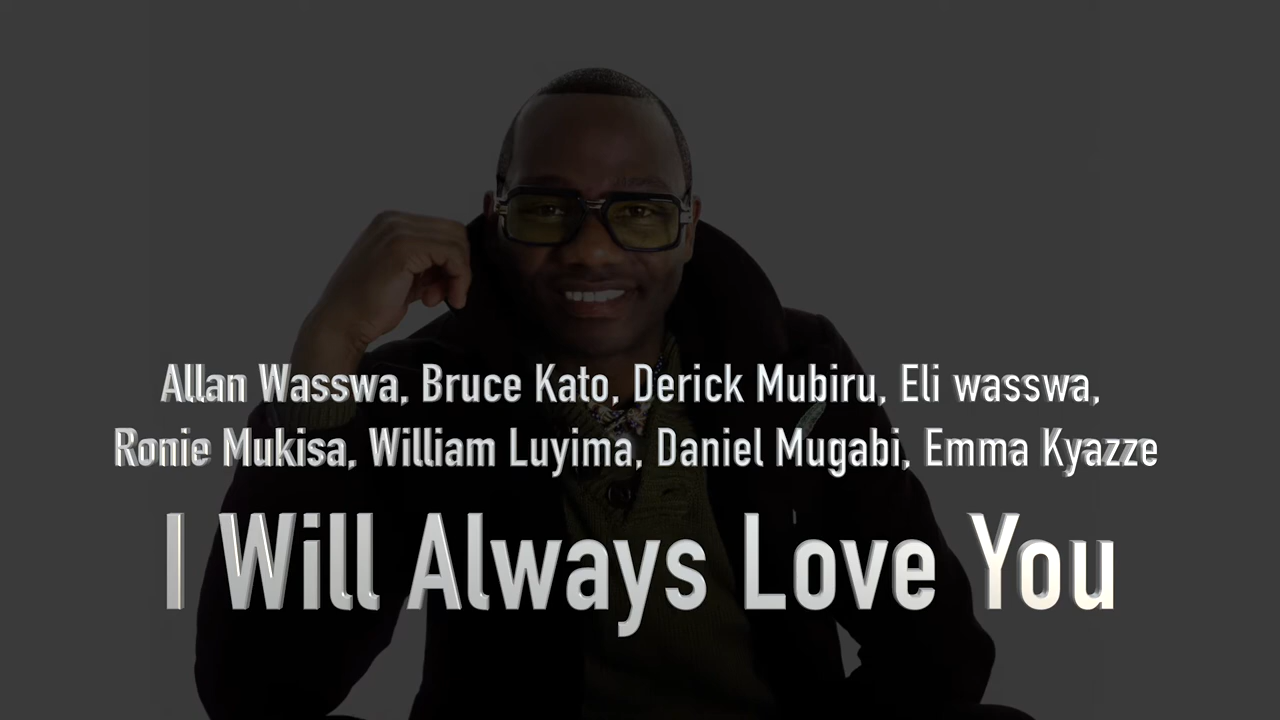 Allan Wasswa, Bruce Kato, Derick Mubiru, Eli wasswa,
Ronie Mukisa, William Luyima, Daniel Mugabi, Emma Kyazze
I Will Always Love You